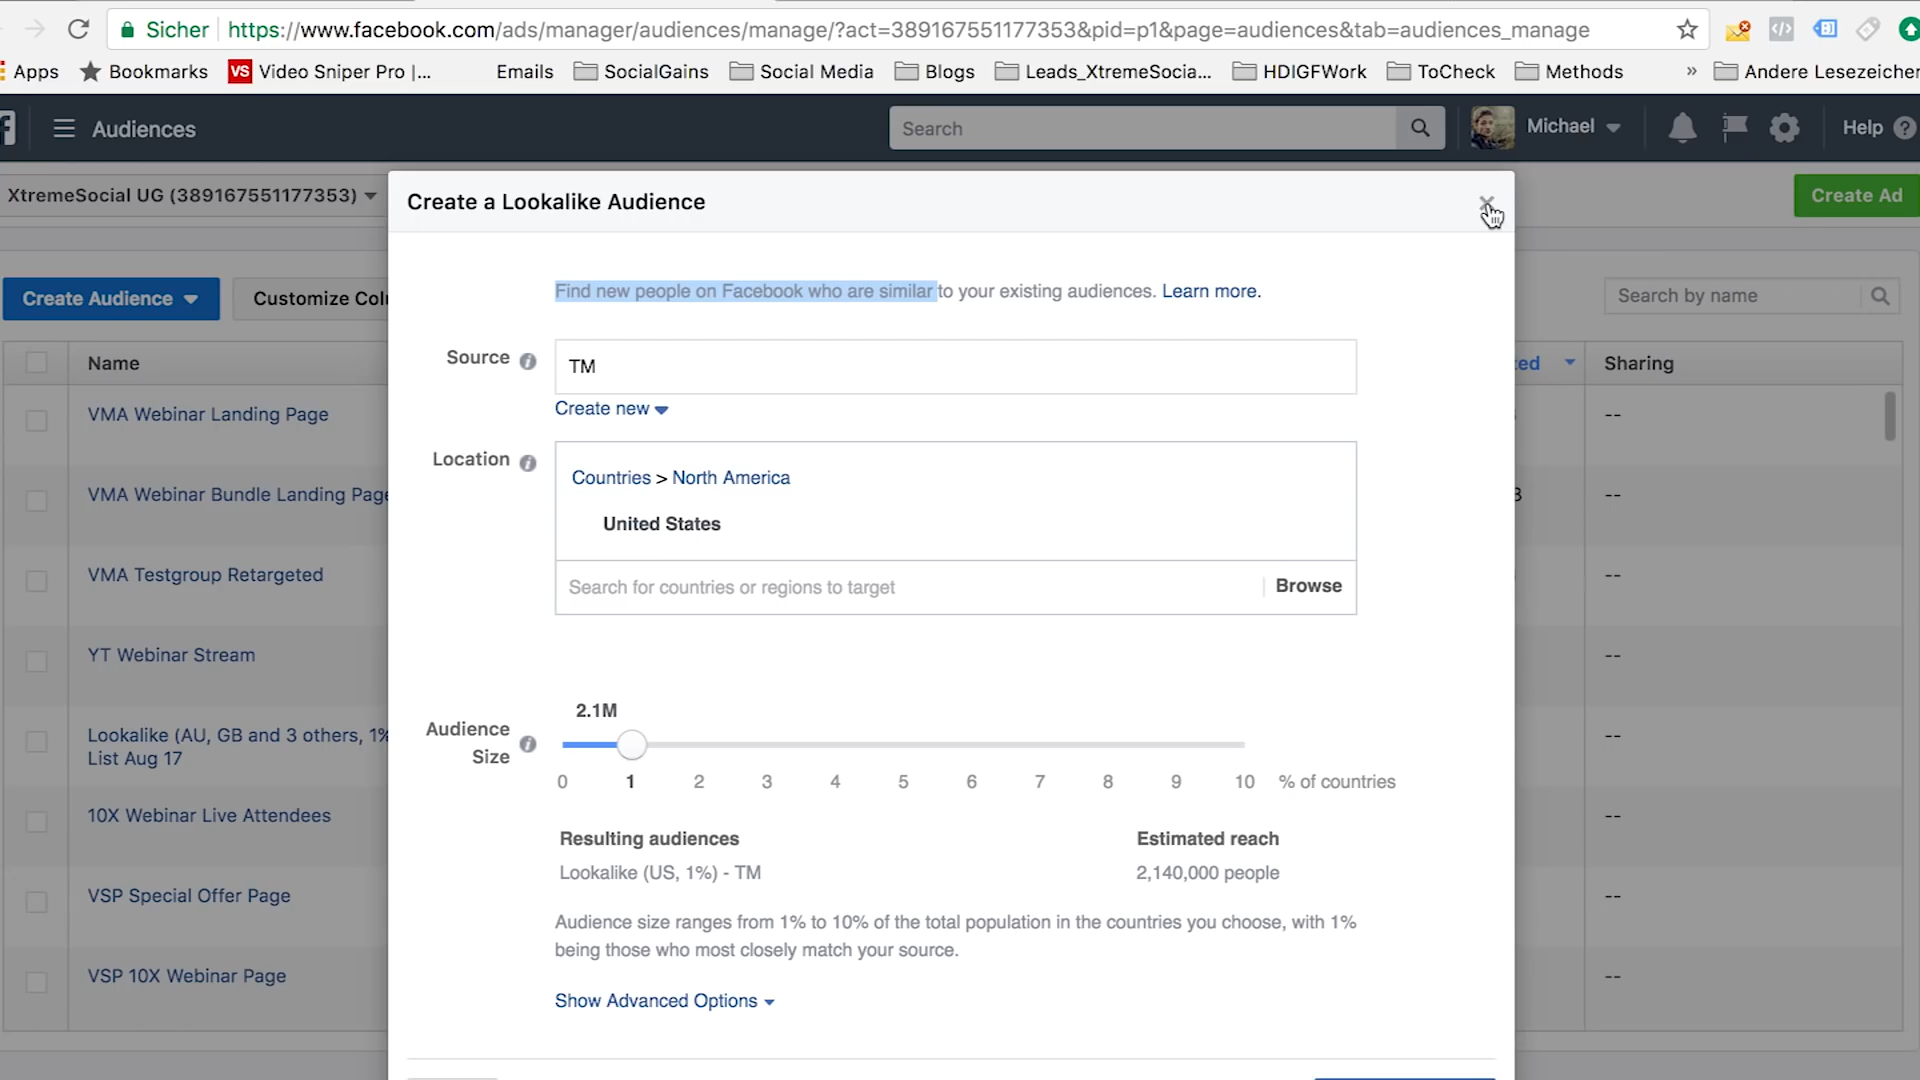 Sicher https://www.facebook.com/ads/manager/audiences/manage/?act=389167551177353&pid=p1&page=audiences&tab=audiences_manage
Apps Bookmarks VS Video Sniper Pro |... Emails SocialGains Social Media Blogs Leads_XtremeSocia... HDIGFWork ToCheck Methods » Andere Lesezeichen
Audiences Search Michael Help
XtremeSocial UG (389167551177353) Create Ad
Create a Lookalike Audience
Create Audience Customize Colu Search by name
Find new people on Facebook who are similar to your existing audiences. Learn more.
Name ted Sharing
Source TM
Create new
VMA Webinar Landing Page --
Location Countries > North America
United States
VMA Webinar Bundle Landing Page --
Search for countries or regions to target Browse
VMA Testgroup Retargeted --
YT Webinar Stream --
Audience Size
2.1M
0 1 2 3 4 5 6 7 8 9 10 % of countries
Lookalike (AU, GB and 3 others, 1% --
List Aug 17
10X Webinar Live Attendees --
Resulting audiences Estimated reach
Lookalike (US, 1%) - TM 2,140,000 people
VSP Special Offer Page --
Audience size ranges from 1% to 10% of the total population in the countries you choose, with 1%
being those who most closely match your source.
VSP 10X Webinar Page --
Show Advanced Options